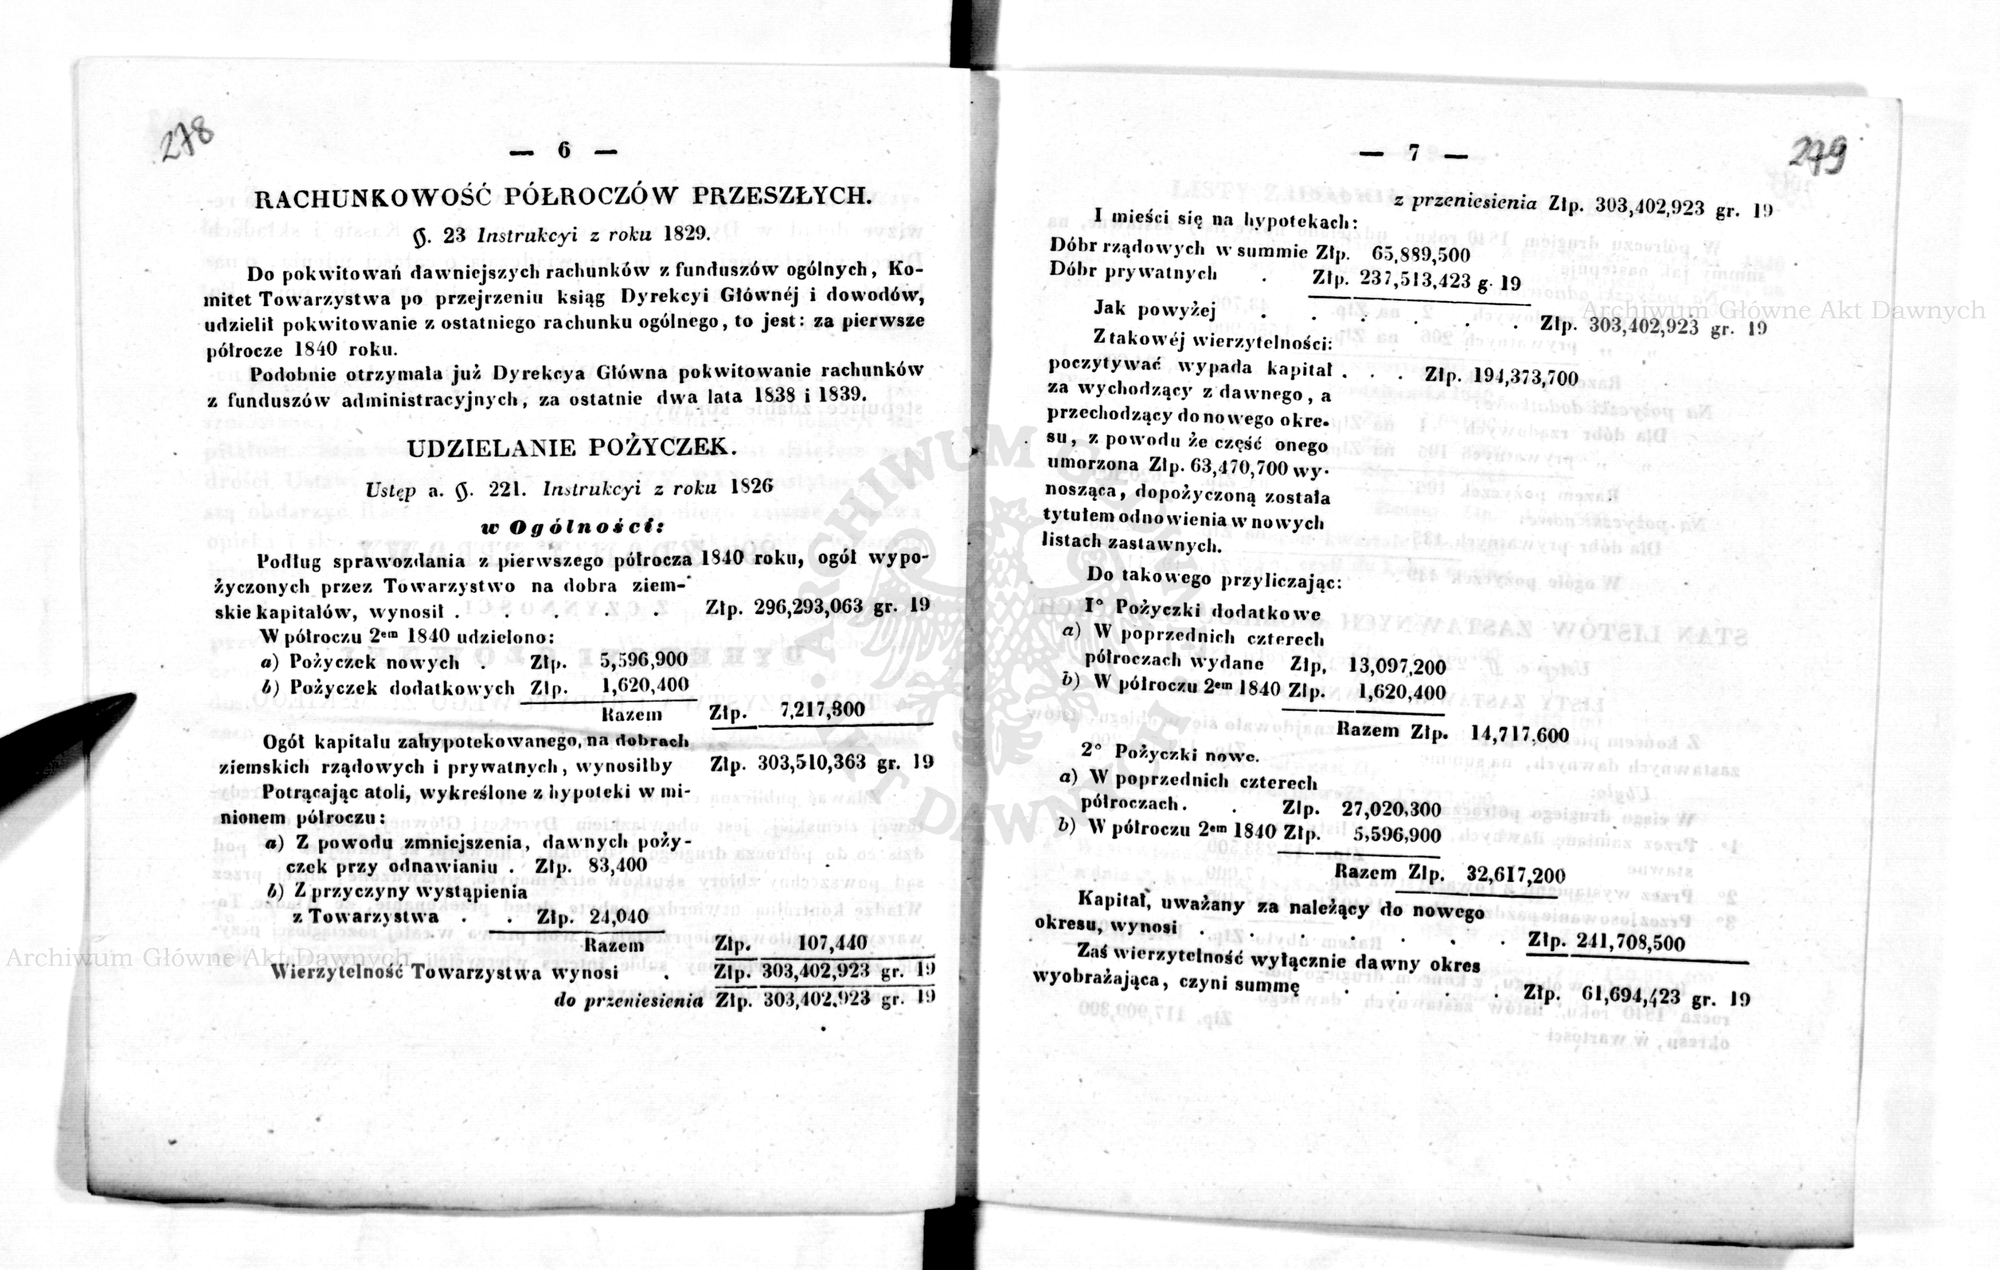 278
— 6 —
RACHUNKOWOŚĆ PÓŁROCZÓW PRZESZŁYCH.
§. 23 Instrukcyi z roku 1829.
Do pokwitowań dawniejszych rachunków z funduszów ogólnych, Ko-
mitet Towarzystwa po przejrzeniu ksiąg Dyrekcyi Głównéj i dowodów,
udzielił pokwitowanie z ostatniego rachunku ogólnego, to jest: za pierwsze
półrocze 1840 roku.
Podobnie otrzymała już Dyrekcya Główna pokwitowanie rachunków
z funduszów administracyjnych, za ostatnie dwa lata 1838 i 1839.
UDZIELANIE POŻYCZEK.
Ustęp a. §. 221. Instrukcyi z roku 1826
w Ogólności:
Podług sprawozdania z pierwszego półrocza 1840 roku, ogół wypo-
życzonych przez Towarzystwo na dobra ziem-
skie kapitałów, wynosił . . . . . Złp. 296,293,063 gr. 19
W półroczu 2em 1840 udzielono:
a) Pożyczek nowych . Złp. 5,596,900
b) Pożyczek dodatkowych Złp. 1,620,400
Razem Złp. 7,217,300
Ogół kapitału zahypotekowanego, na dobrach
ziemskich rządowych i prywatnych, wynosiłby Złp. 303,510,363 gr. 19
Potrącając atoli, wykreślone z hypoteki w mi-
nionem półroczu:
a) Z powodu zmniejszenia, dawnych poży-
czek przy odnawianiu . Złp. 83,400
b) Z przyczyny wystąpienia
z Towarzystwa . . Złp. 24,040
Razem Złp. 107,440
Wierzytelność Towarzystwa wynosi . Złp. 303,402,923 gr. 19
do przeniesienia Złp. 303,402,923 gr. 19
279
— 7 —
z przeniesienia Złp. 303,402,923 gr. 19
I mieści się na hypotekach:
Dóbr rządowych w summie Złp. 65,889,500
Dóbr prywatnych . Złp. 237,513,423 g. 19
Jak powyżej . . . . . . Złp. 303,402,923 gr. 19
Z takowéj wierzytelności:
poczytywać wypada kapitał . . . Złp. 194,373,700
za wychodzący z dawnego, a
przechodzący do nowego okre-
su, z powodu że część onego
umorzona Złp. 63,470,700 wy-
nosząca, dopożyczoną została
tytułem odnowienia w nowych
listach zastawnych.
Do takowego przyliczając:
1° Pożyczki dodatkowe
a) W poprzednich czterech
półroczach wydane Złp. 13,097,200
b) W półroczu 2em 1840 Złp. 1,620,400
Razem Złp. 14,717,600
2° Pożyczki nowe.
a) W poprzednich czterech
półroczach. . Złp. 27,020,300
b) W półroczu 2em 1840 Złp. 5,596,900
Razem Złp. 32,617,200
Kapitał, uważany za należący do nowego
okresu, wynosi . . . . . . . Złp. 241,708,500
Zaś wierzytelność wyłącznie dawny okres
wyobrażająca, czyni summę . . . . Złp. 61,694,423 gr. 19
Archiwum Główne Akt Dawnych
Archiwum Główne Akt Dawnych
ARCHIWUM GŁÓWNE AKT DAWNYCH